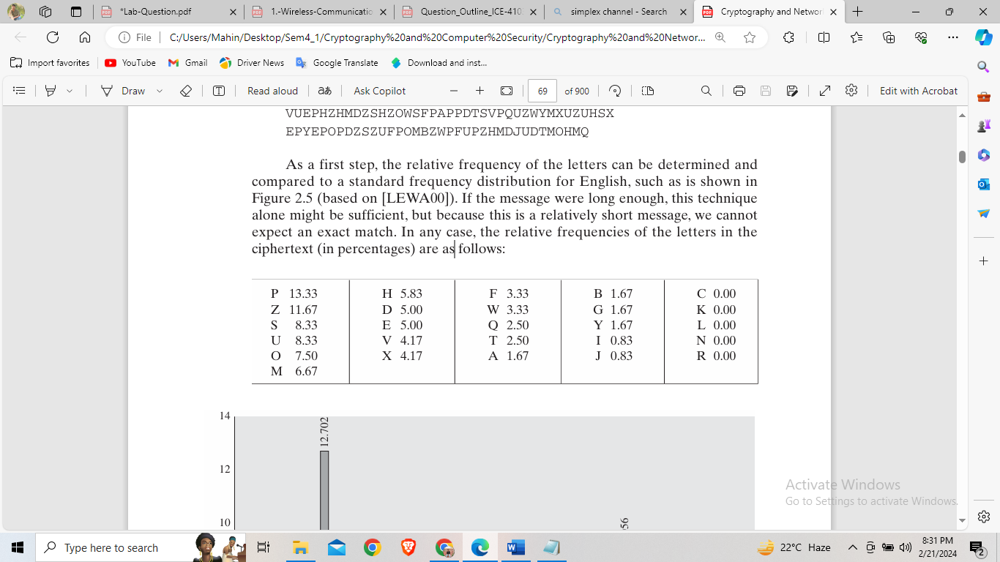 *Lab-Question.pdf
1.-Wireless-Communicatio
Question_Outline_ICE-410
simplex channel - Search
Cryptography and Networ
File
C:/Users/Mahin/Desktop/Sem4_1/Cryptography%20and%20Computer%20Security/Cryptography%20and%20Networ...
Import favorites
YouTube
Gmail
Driver News
Google Translate
Download and inst...
Draw
Read aloud
aあ
Ask Copilot
69
of 900
Edit with Acrobat
VUEPHZHMDZSHZOWSFPAPPDTSVPQUZWYMXUZUHSX
EPYEPOPDZSZUFPOMBZWPFUPZHMDJUDTMOHMQ
As a first step, the relative frequency of the letters can be determined and
compared to a standard frequency distribution for English, such as is shown in
Figure 2.5 (based on [LEWA00]). If the message were long enough, this technique
alone might be sufficient, but because this is a relatively short message, we cannot
expect an exact match. In any case, the relative frequencies of the letters in the
ciphertext (in percentages) are as follows:
P 13.33 H 5.83 F 3.33 B 1.67 C 0.00
Z 11.67 D 5.00 W 3.33 G 1.67 K 0.00
S 8.33 E 5.00 Q 2.50 Y 1.67 L 0.00
U 8.33 V 4.17 T 2.50 I 0.83 N 0.00
O 7.50 X 4.17 A 1.67 J 0.83 R 0.00
M 6.67
14
12.702
12
10
56
Activate Windows
Go to Settings to activate Windows.
Type here to search
22°C Haze
8:31 PM
2/21/2024
2